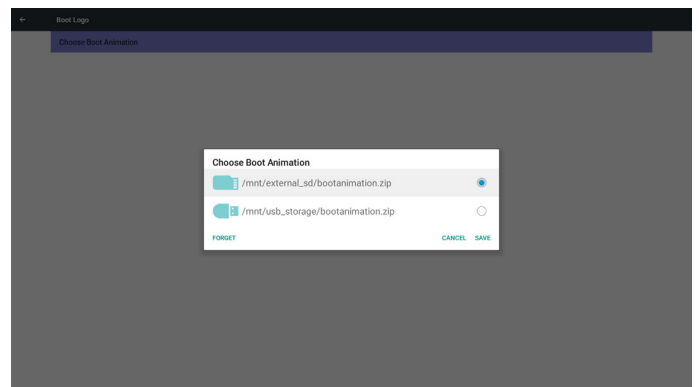 Boot Logo
Choose Boot Animation
Choose Boot Animation
/mnt/external_sd/bootanimation.zip
/mnt/usb_storage/bootanimation.zip
FORGET CANCEL SAVE